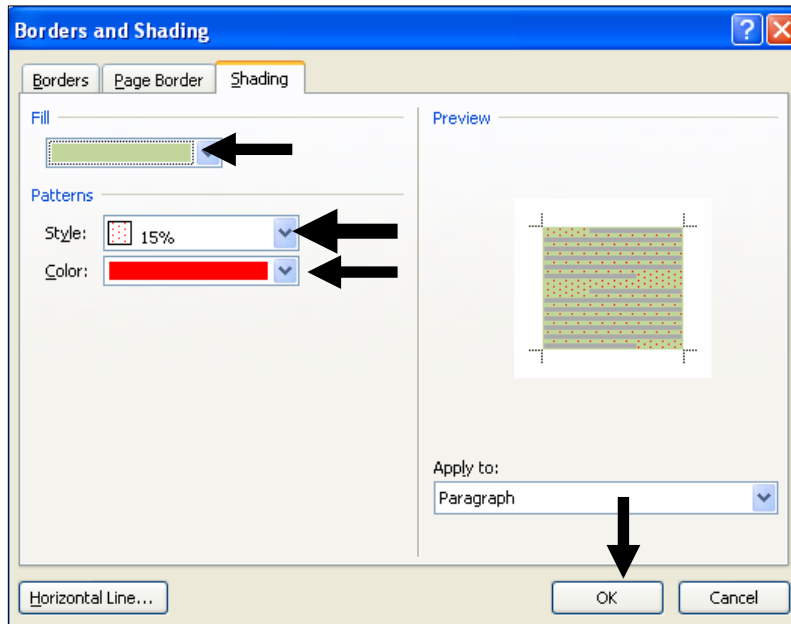 Borders and Shading
Borders Page Border Shading
Fill
Preview
Patterns
Style: 15%
Color:
Apply to:
Paragraph
Horizontal Line... OK Cancel